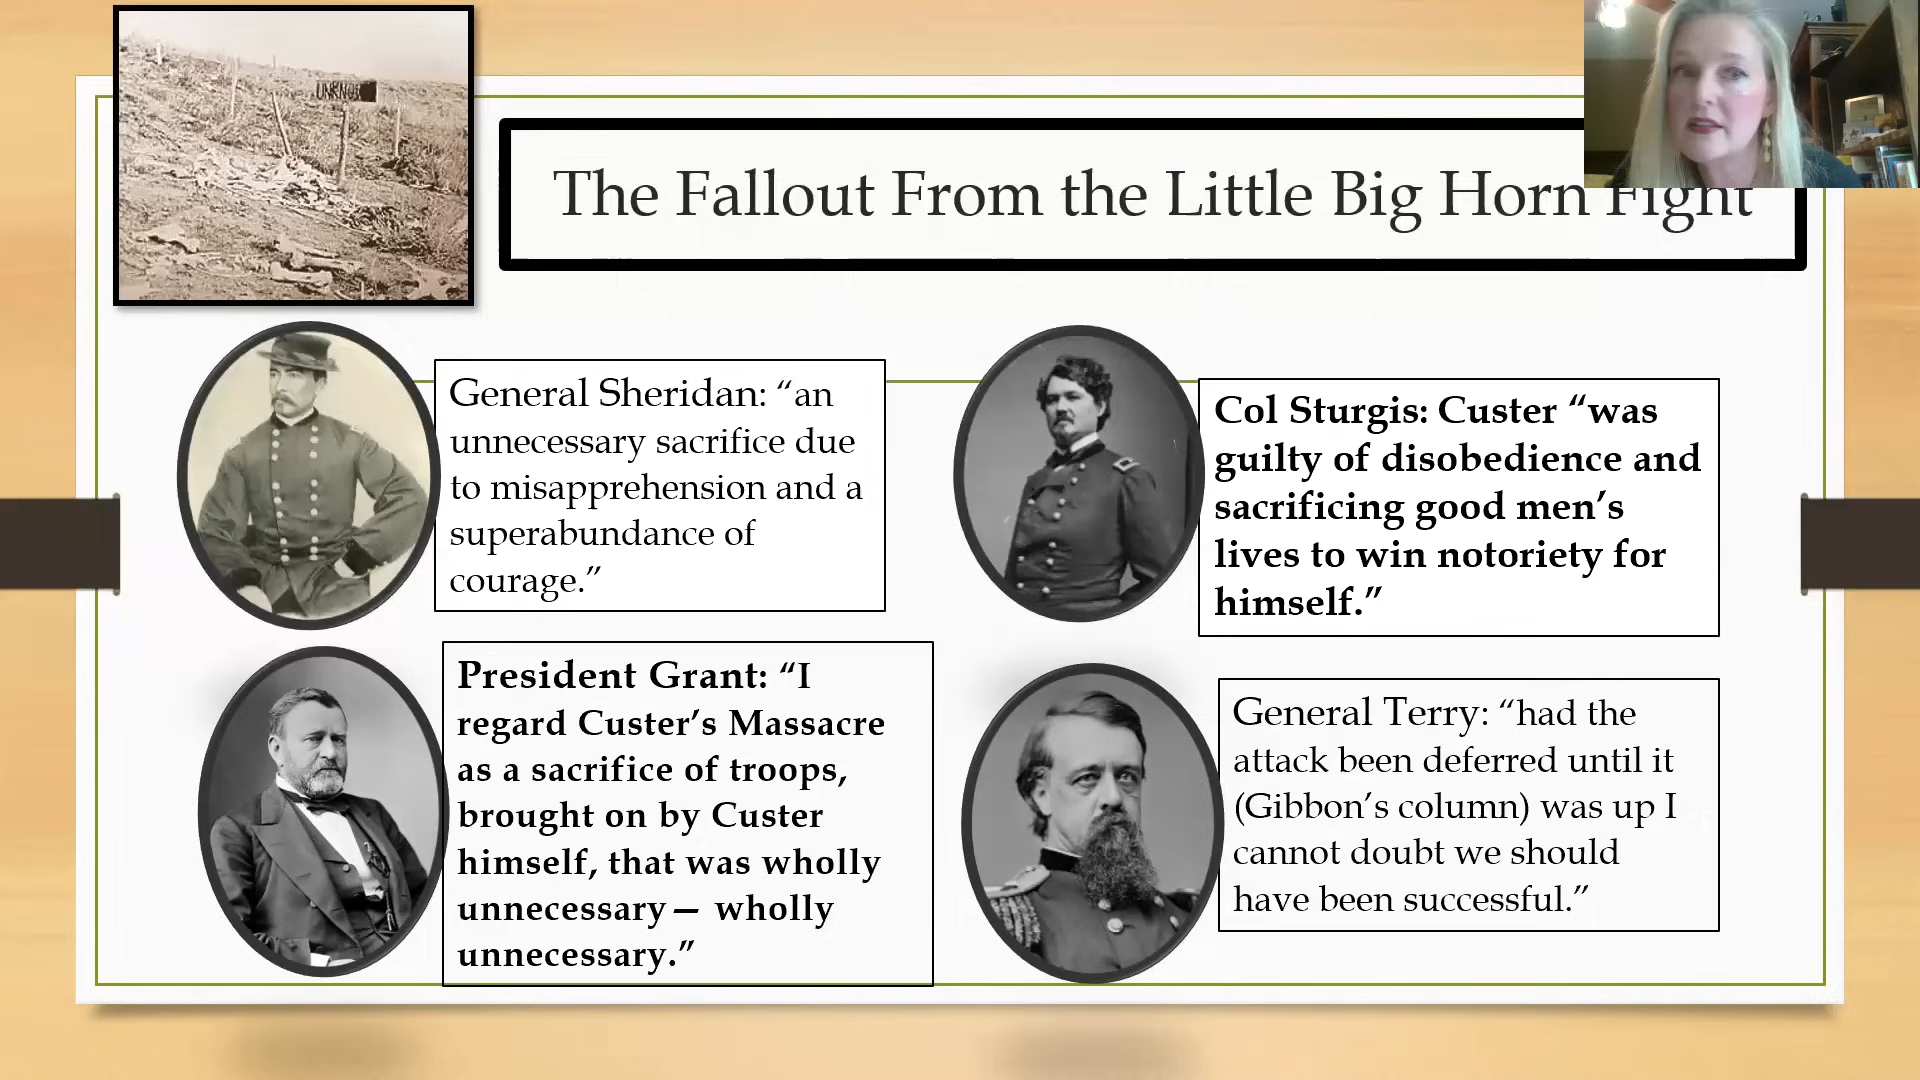 UNKNO
The Fallout From the Little Big Horn Fight
General Sheridan: “an
unnecessary sacrifice due
to misapprehension and a
superabundance of
courage.”
Col Sturgis: Custer “was
guilty of disobedience and
sacrificing good men’s
lives to win notoriety for
himself.”
President Grant: “I
regard Custer’s Massacre
as a sacrifice of troops,
brought on by Custer
himself, that was wholly
unnecessary— wholly
unnecessary.”
General Terry: “had the
attack been deferred until it
(Gibbon’s column) was up I
cannot doubt we should
have been successful.”